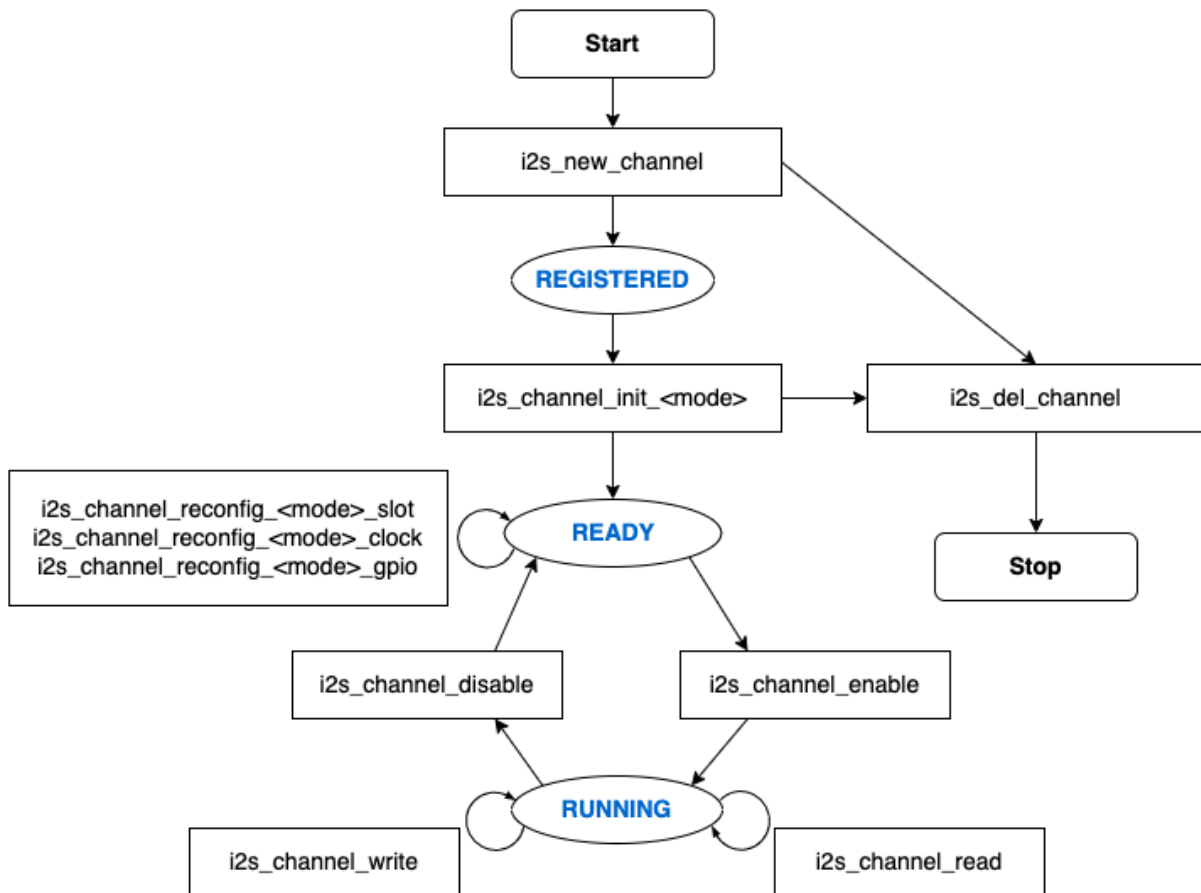 Start
i2s_new_channel
REGISTERED
i2s_channel_init_<mode>
i2s_del_channel
i2s_channel_reconfig_<mode>_slot
i2s_channel_reconfig_<mode>_clock
i2s_channel_reconfig_<mode>_gpio
READY
Stop
i2s_channel_disable
i2s_channel_enable
RUNNING
i2s_channel_write
i2s_channel_read